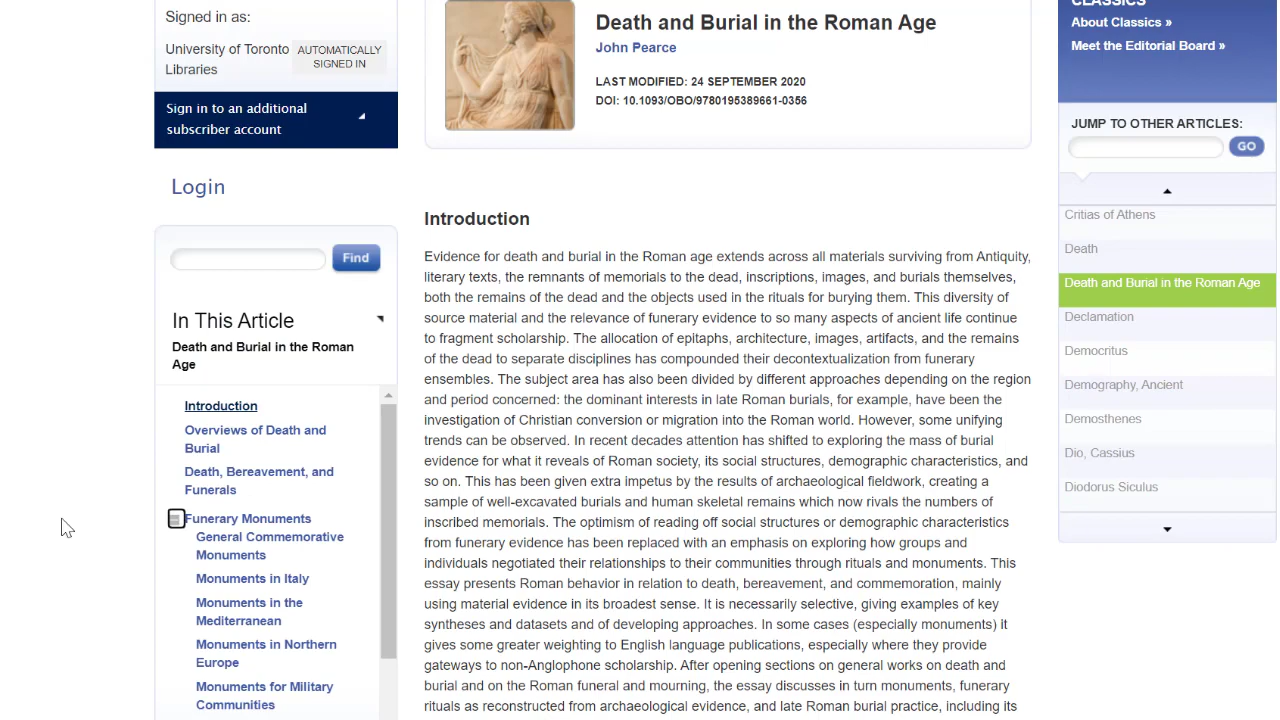 Signed in as:
University of Toronto
Libraries
AUTOMATICALLY
SIGNED IN
Sign in to an additional
subscriber account
Login
Find
In This Article
Death and Burial in the Roman
Age
Introduction
Overviews of Death and
Burial
Death, Bereavement, and
Funerals
Funerary Monuments
General Commemorative
Monuments
Monuments in Italy
Monuments in the
Mediterranean
Monuments in Northern
Europe
Monuments for Military
Communities
Death and Burial in the Roman Age
John Pearce
LAST MODIFIED: 24 SEPTEMBER 2020
DOI: 10.1093/OBO/9780195389661-0356
Introduction
Evidence for death and burial in the Roman age extends across all materials surviving from Antiquity,
literary texts, the remnants of memorials to the dead, inscriptions, images, and burials themselves,
both the remains of the dead and the objects used in the rituals for burying them. This diversity of
source material and the relevance of funerary evidence to so many aspects of ancient life continue
to fragment scholarship. The allocation of epitaphs, architecture, images, artifacts, and the remains
of the dead to separate disciplines has compounded their decontextualization from funerary
ensembles. The subject area has also been divided by different approaches depending on the region
and period concerned: the dominant interests in late Roman burials, for example, have been the
investigation of Christian conversion or migration into the Roman world. However, some unifying
trends can be observed. In recent decades attention has shifted to exploring the mass of burial
evidence for what it reveals of Roman society, its social structures, demographic characteristics, and
so on. This has been given extra impetus by the results of archaeological fieldwork, creating a
sample of well-excavated burials and human skeletal remains which now rivals the numbers of
inscribed memorials. The optimism of reading off social structures or demographic characteristics
from funerary evidence has been replaced with an emphasis on exploring how groups and
individuals negotiated their relationships to their communities through rituals and monuments. This
essay presents Roman behavior in relation to death, bereavement, and commemoration, mainly
using material evidence in its broadest sense. It is necessarily selective, giving examples of key
syntheses and datasets and of developing approaches. In some cases (especially monuments) it
gives some greater weighting to English language publications, especially where they provide
gateways to non-Anglophone scholarship. After opening sections on general works on death and
burial and on the Roman funeral and mourning, the essay discusses in turn monuments, funerary
rituals as reconstructed from archaeological evidence, and late Roman burial practice, including its
CLASSICS
About Classics »
Meet the Editorial Board »
JUMP TO OTHER ARTICLES:
GO
Critias of Athens
Death
Death and Burial in the Roman Age
Declamation
Democritus
Demography, Ancient
Demosthenes
Dio, Cassius
Diodorus Siculus